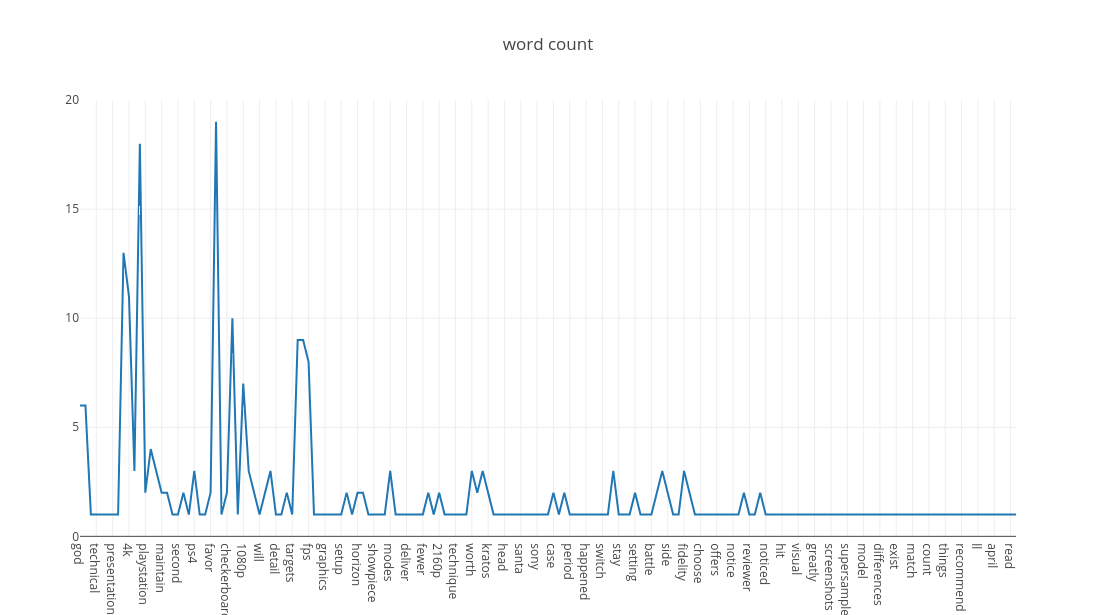 word count
20
15
10
5
0
god
technical
presentation
4k
playstation
maintain
second
ps4
favor
checkerboar
1080p
will
detail
targets
fps
graphics
setup
horizon
showpiece
modes
deliver
fewer
2160p
technique
worth
kratos
head
santa
sony
case
period
happened
switch
stay
setting
battle
side
fidelity
choose
offers
notice
reviewer
noticed
hit
visual
greatly
screenshots
supersample
model
differences
exist
match
count
things
recommend
ll
april
read